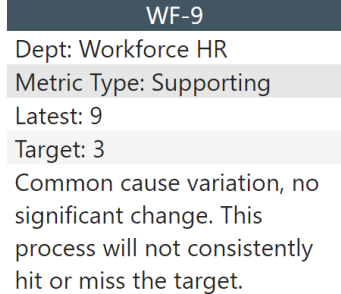 WF-9
Dept: Workforce HR
Metric Type: Supporting
Latest: 9
Target: 3
Common cause variation, no
significant change. This
process will not consistently
hit or miss the target.